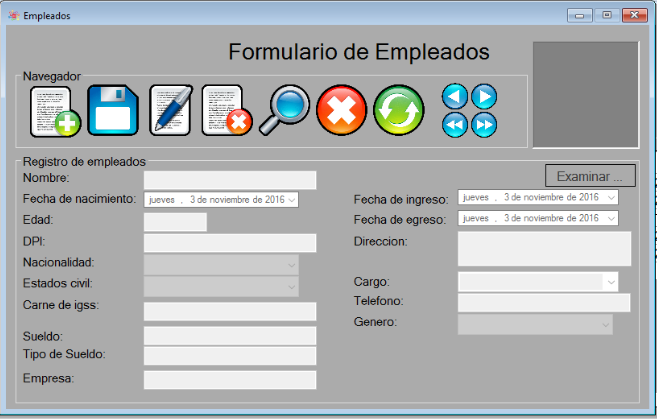 Empleados
Formulario de Empleados
Navegador
Registro de empleados
Examinar ...
Nombre:
Fecha de nacimiento: jueves , 3 de noviembre de 2016
Fecha de ingreso: jueves , 3 de noviembre de 2016
Edad:
Fecha de egreso: jueves , 3 de noviembre de 2016
DPI:
Direccion:
Nacionalidad:
Estados civil:
Cargo:
Carne de igss:
Telefono:
Genero:
Sueldo:
Tipo de Sueldo:
Empresa: